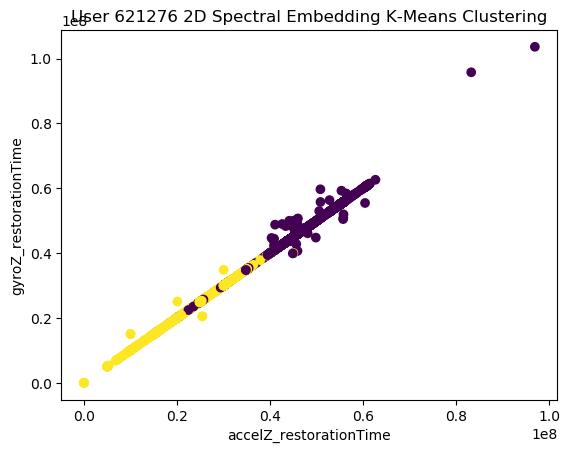 User 621276 2D Spectral Embedding K-Means Clustering
1e8
1.0
0.8
0.6
0.4
0.2
0.0
gyroZ_restorationTime
0.0 0.2 0.4 0.6 0.8 1.0
1e8
accelZ_restorationTime